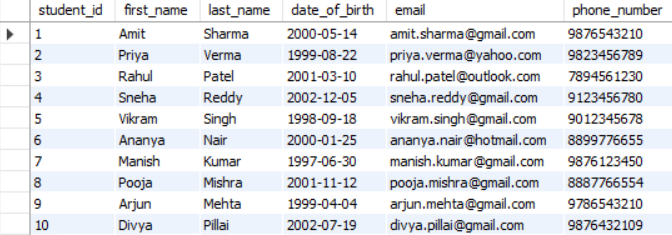 student_id first_name last_name date_of_birth email phone_number
1 Amit Sharma 2000-05-14 amit.sharma@gmail.com 9876543210
2 Priya Verma 1999-08-22 priya.verma@yahoo.com 9823456789
3 Rahul Patel 2001-03-10 rahul.patel@outlook.com 7894561230
4 Sneha Reddy 2002-12-05 sneha.reddy@gmail.com 9123456780
5 Vikram Singh 1998-09-18 vikram.singh@gmail.com 9012345678
6 Ananya Nair 2000-01-25 ananya.nair@hotmail.com 8899776655
7 Manish Kumar 1997-06-30 manish.kumar@gmail.com 9876123450
8 Pooja Mishra 2001-11-12 pooja.mishra@gmail.com 8887766554
9 Arjun Mehta 1999-04-04 arjun.mehta@gmail.com 9786543210
10 Divya Pillai 2002-07-19 divya.pillai@gmail.com 9876432109